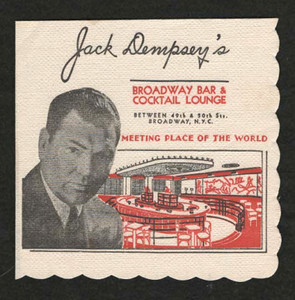 Jack Dempsey's
BROADWAY BAR &
COCKTAIL LOUNGE
BETWEEN 49th & 50th Sts.
BROADWAY, N.Y.C.
MEETING PLACE OF THE WORLD